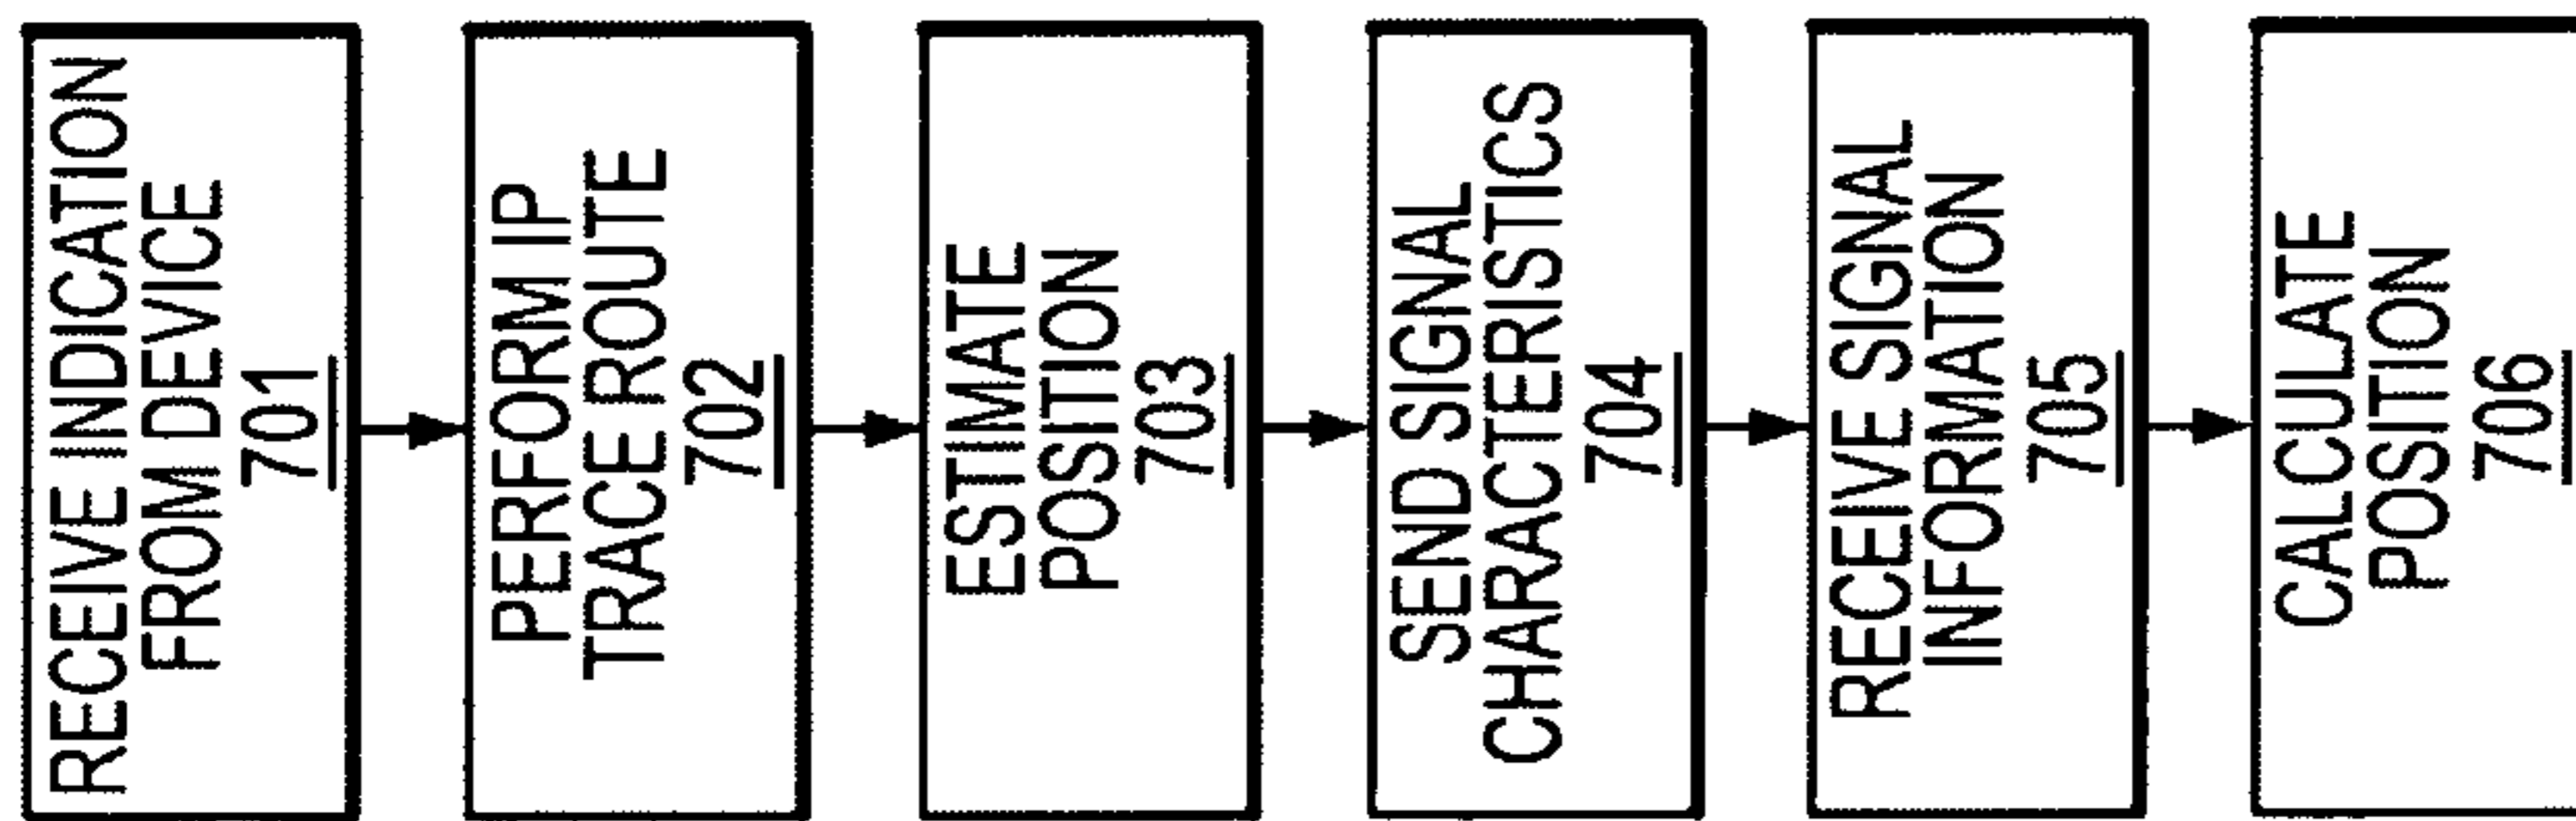 RECEIVE INDICATION
FROM DEVICE
701
PERFORM IP
TRACE ROUTE
702
ESTIMATE
POSITION
703
SEND SIGNAL
CHARACTERISTICS
704
RECEIVE SIGNAL
INFORMATION
705
CALCULATE
POSITION
706